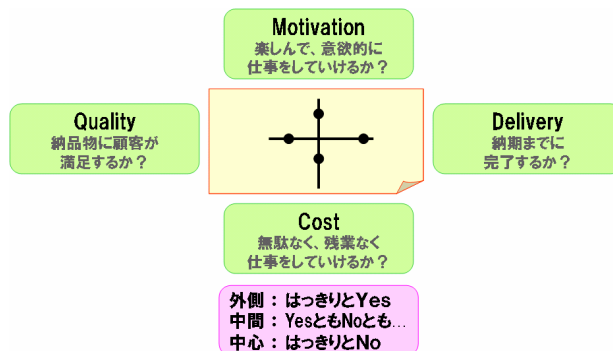 Motivation
楽しんで、意欲的に
仕事をしていけるか？
Quality
納品物に顧客が
満足するか？
Delivery
納期までに
完了するか？
Cost
無駄なく、残業なく
仕事をしていけるか？
外側 : はっきりとYes
中間 : YesともNoとも...
中心 : はっきりとNo